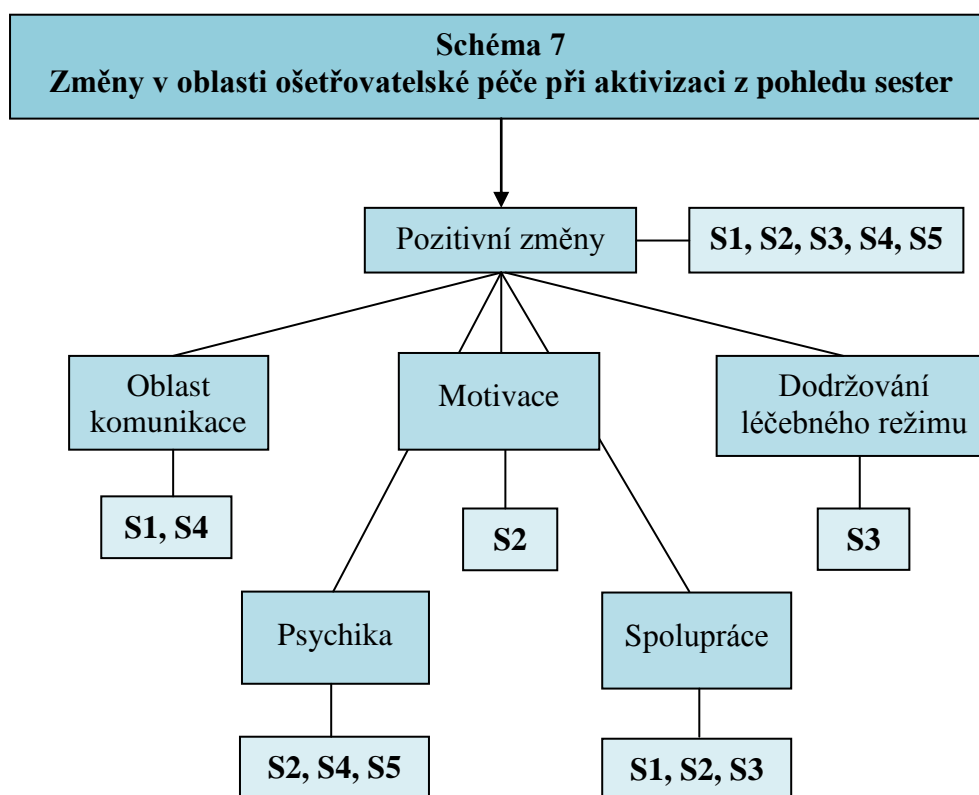 Schéma 7
Změny v oblasti ošetřovatelské péče při aktivizaci z pohledu sester
Pozitivní změny
S1, S2, S3, S4, S5
Oblast
komunikace
Motivace
Dodržování
léčebného režimu
S1, S4
S2
S3
Psychika
Spolupráce
S2, S4, S5
S1, S2, S3